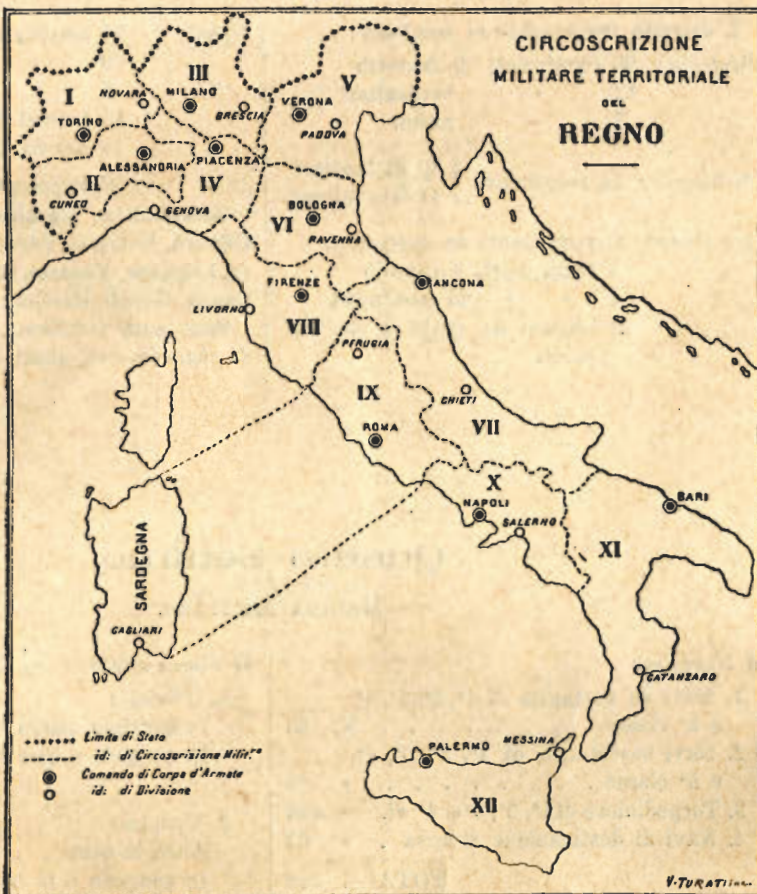 CIRCOSCRIZIONE
MILITARE TERRITORIALE
DEL
REGNO
I
III
V
NOVARA
MILANO
BRESCIA
VERONA
PADOVA
TORINO
ALESSANDRIA
PIACENZA
II
IV
CUNEO
GENOVA
BOLOGNA
VI
RAVENNA
FIRENZE
ANCONA
LIVORNO
VIII
PERUGIA
IX
CHIETI
VII
ROMA
X
NAPOLI
SALERNO
BARI
XI
SARDEGNA
CAGLIARI
CATANZARO
PALERMO
MESSINA
XII
Limite di Stato
id: di Circoscrizione Milit.re
Comando di Corpo d'Armata
id: di Divisione
V. TURATI inc.